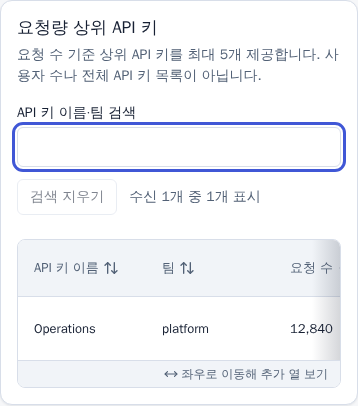 요청량 상위 API 키
요청 수 기준 상위 API 키를 최대 5개 제공합니다. 사
용자 수나 전체 API 키 목록이 아닙니다.
API 키 이름·팀 검색
검색 지우기 수신 1개 중 1개 표시
API 키 이름 ↑↓ 팀 ↑↓ 요청 수
Operations platform 12,840
↔ 좌우로 이동해 추가 열 보기